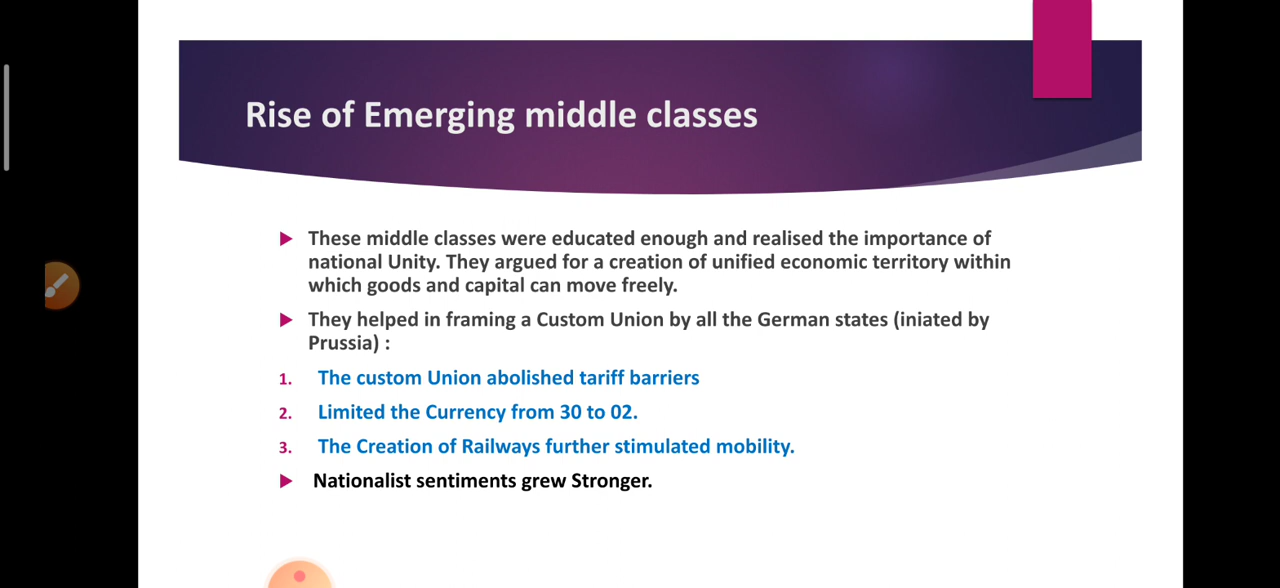 Rise of Emerging middle classes
These middle classes were educated enough and realised the importance of
national Unity. They argued for a creation of unified economic territory within
which goods and capital can move freely.
They helped in framing a Custom Union by all the German states (iniated by
Prussia) :
1. The custom Union abolished tariff barriers
2. Limited the Currency from 30 to 02.
3. The Creation of Railways further stimulated mobility.
Nationalist sentiments grew Stronger.